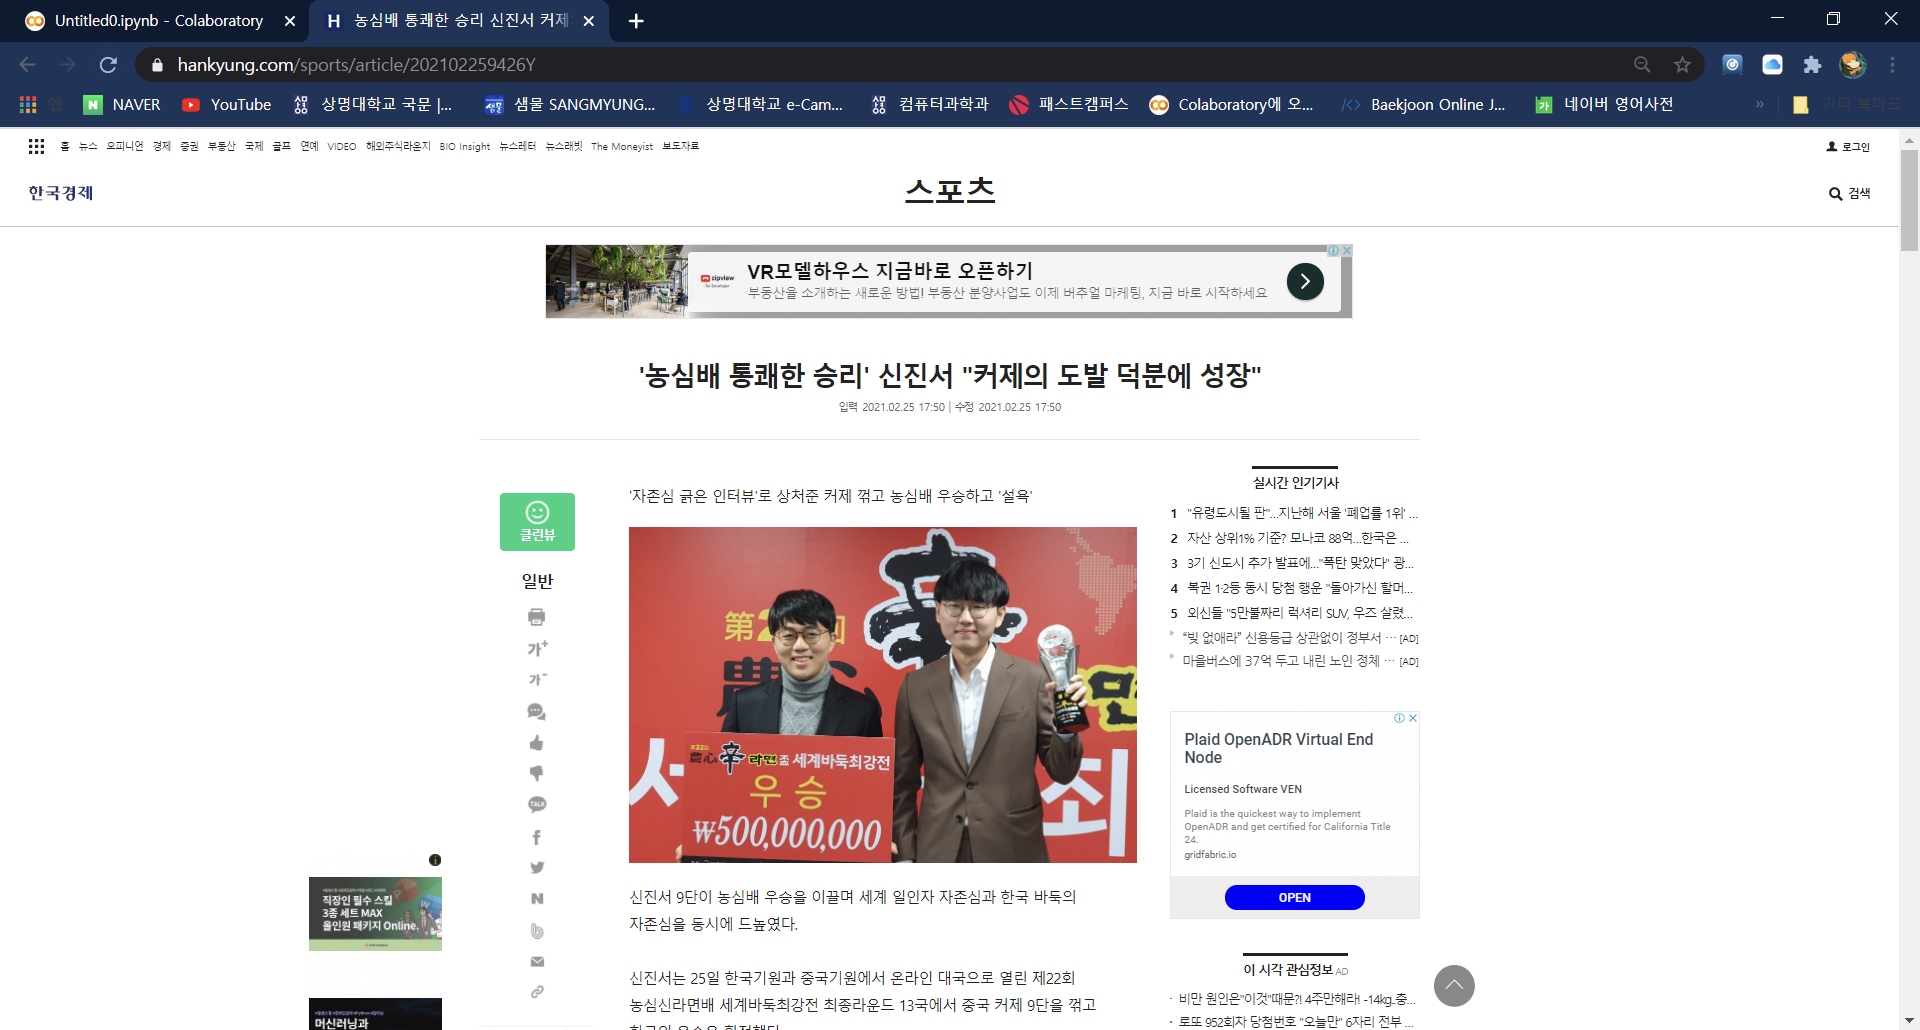 Untitled0.ipynb - Colaboratory
농심배 통쾌한 승리 신진서 커제
hankyung.com/sports/article/202102259426Y
앱
NAVER
YouTube
상명대학교 국문 |...
샘물 SANGMYUNG...
상명대학교 e-Cam...
컴퓨터과학과
패스트캠퍼스
Colaboratory에 오...
Baekjoon Online J...
네이버 영어사전
»
기타 북마크
홈 뉴스 오피니언 경제 증권 부동산 국제 골프 연예 VIDEO 해외주식라운지 BIO Insight 뉴스레터 뉴스래빗 The Moneyist 보도자료
로그인
한국경제
스포츠
검색
zipview
for Developer
VR모델하우스 지금바로 오픈하기
부동산을 소개하는 새로운 방법! 부동산 분양사업도 이제 버추얼 마케팅, 지금 바로 시작하세요
'농심배 통쾌한 승리' 신진서 "커제의 도발 덕분에 성장"
입력 2021.02.25 17:50 | 수정 2021.02.25 17:50
클린뷰
일반
가+
가-
TALK
'자존심 긁은 인터뷰'로 상처준 커제 꺾고 농심배 우승하고 '설욕'
第2
회
農
辛
만
서
최
제22회
農心 辛 라면 盃 세계바둑최강전
우 승
₩500,000,000
신진서 9단이 농심배 우승을 이끌며 세계 일인자 자존심과 한국 바둑의
자존심을 동시에 드높였다.
신진서는 25일 한국기원과 중국기원에서 온라인 대국으로 열린 제22회
농심신라면배 세계바둑최강전 최종라운드 13국에서 중국 커제 9단을 꺾고
실시간 인기기사
1 "유령도시될 판"...지난해 서울 '폐업률 1위' ...
2 자산 상위1% 기준? 모나코 88억...한국은 ...
3 3기 신도시 추가 발표에..."폭탄 맞았다" 광...
4 복권 1·2등 동시 당첨 행운 "돌아가신 할머...
5 외신들 "5만불짜리 럭셔리 SUV, 우즈 살렸...
“빚 없애라” 신용등급 상관없이 정부서 ··· [AD]
마을버스에 37억 두고 내린 노인 정체 ··· [AD]
Plaid OpenADR Virtual End
Node
Licensed Software VEN
Plaid is the quickest way to implement
OpenADR and get certified for California Title
24.
gridfabric.io
OPEN
이 시각 관심정보 AD
· 비만 원인은"이것"때문?! 4주만해라! -14kg..충...
· 로또 952회차 당첨번호 "오늘만" 6자리 전부 ...
직장인 필수 스킬
3종 세트 MAX
올인원 패키지 Online.
머신러닝과